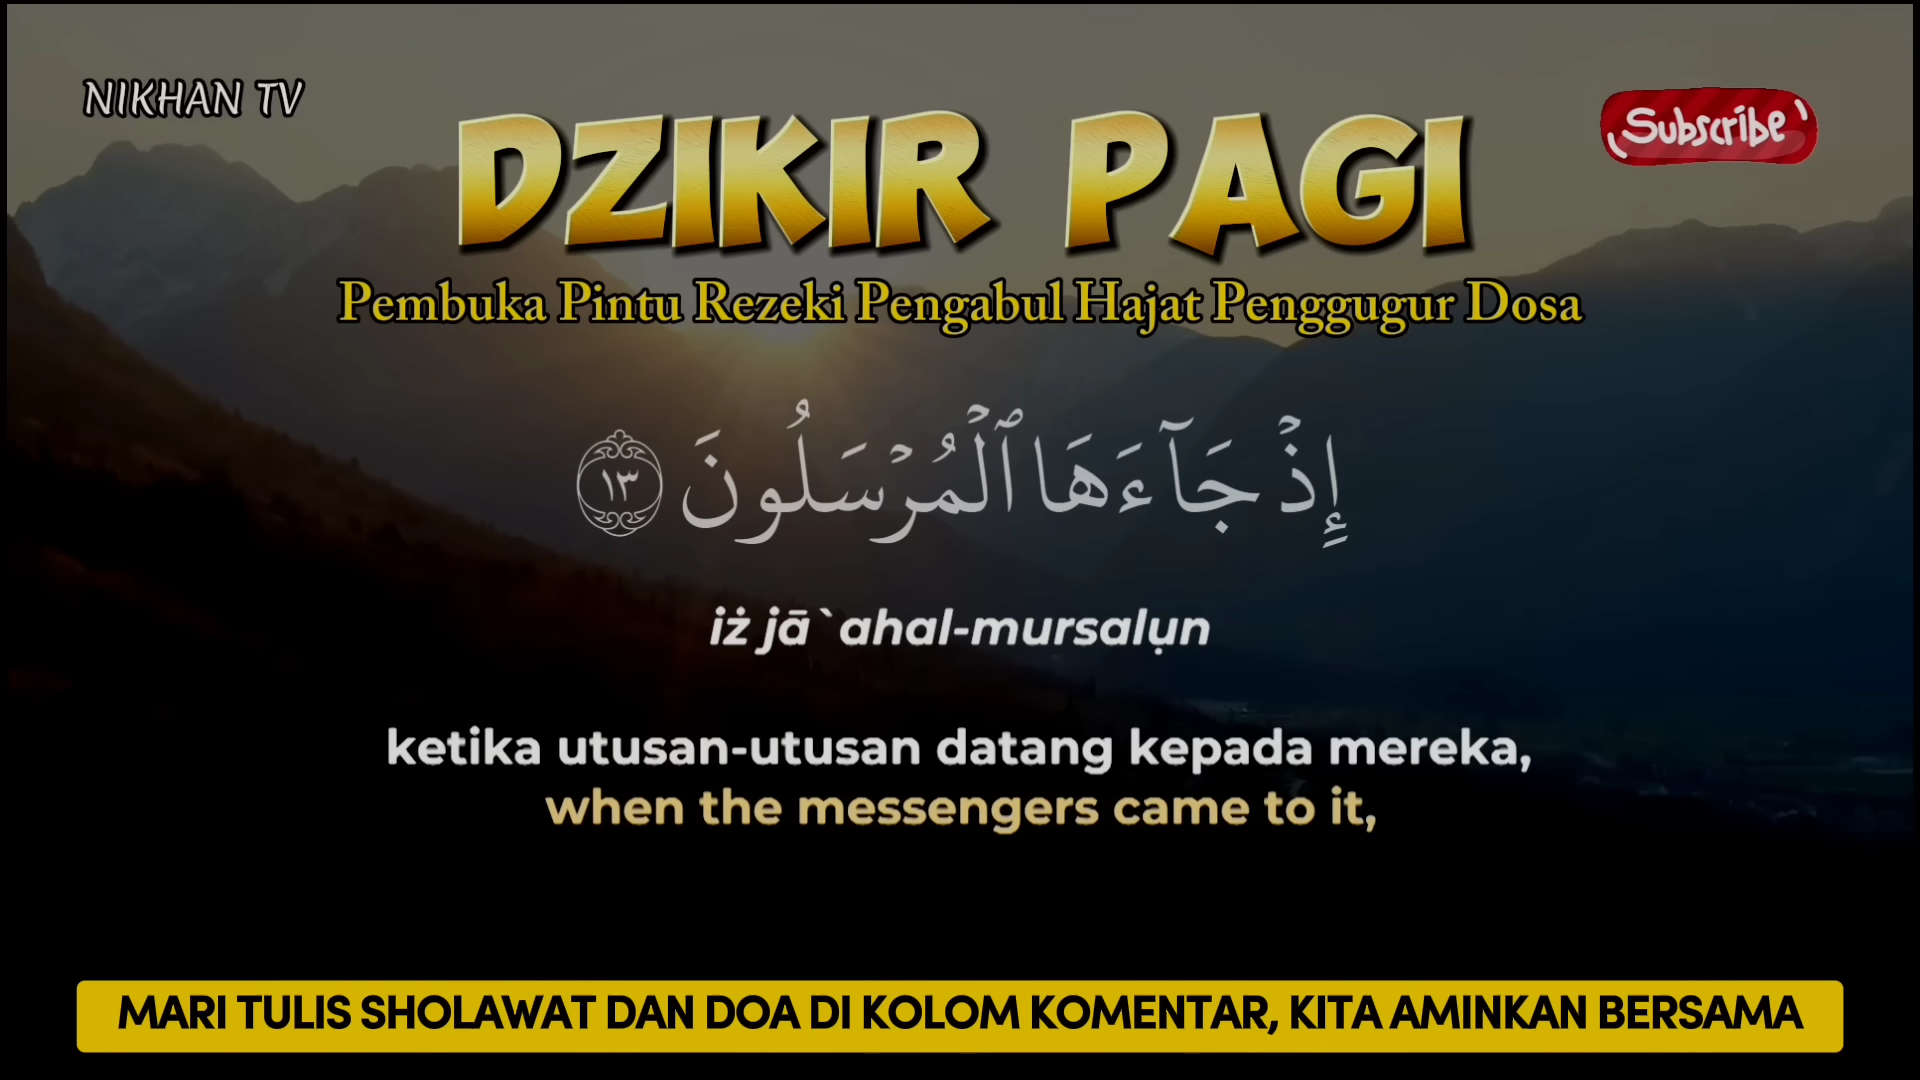 NIKHAN TV
Subscribe
DZIKIR PAGI
Pembuka Pintu Rezeki Pengabul Hajat Penggugur Dosa
إِذۡ جَآءَهَا ٱلۡمُرۡسَلُونَ ١٣
iż jā`ahal-mursalụn
ketika utusan-utusan datang kepada mereka,
when the messengers came to it,
MARI TULIS SHOLAWAT DAN DOA DI KOLOM KOMENTAR, KITA AMINKAN BERSAMA